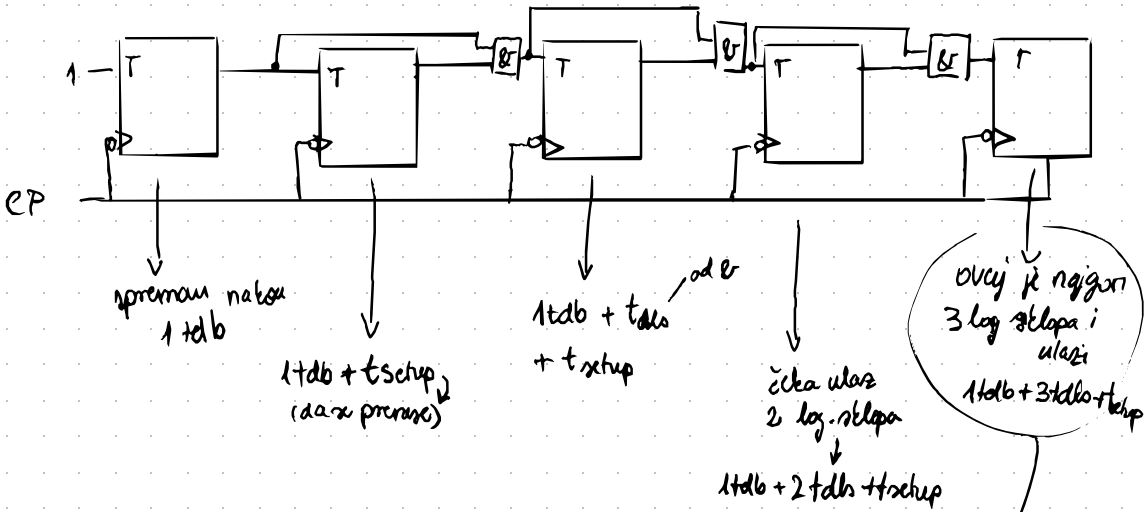 1
T
T
&
T
&
T
&
T
CP
spreman nakon
1 tdb
1tdb + tsetup
(da se prenese)
1tdb + tdls od &
+ tsetup
čeka ulaz
2 log. sklopa
1tdb + 2 tdls + tsetup
ovaj je najgori
3 log sklopa i
ulazi
1tdb + 3tdls + tsetup